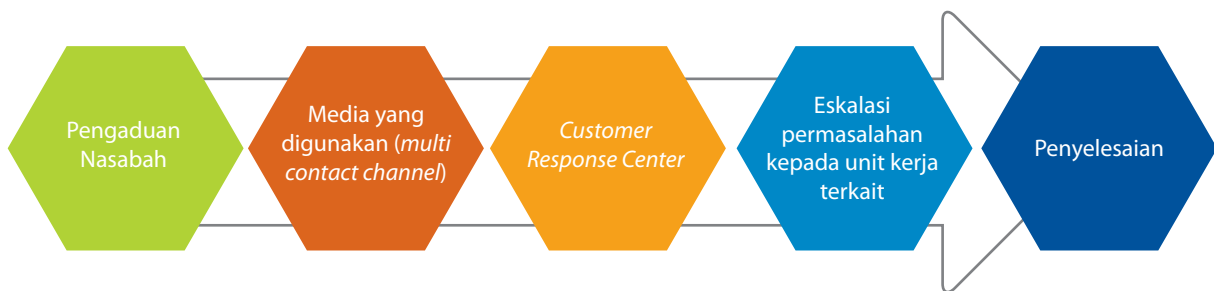 Pengaduan
Nasabah
Media yang
digunakan (multi
contact channel)
Customer
Response Center
Eskalasi
permasalahan
kepada unit kerja
terkait
Penyelesaian